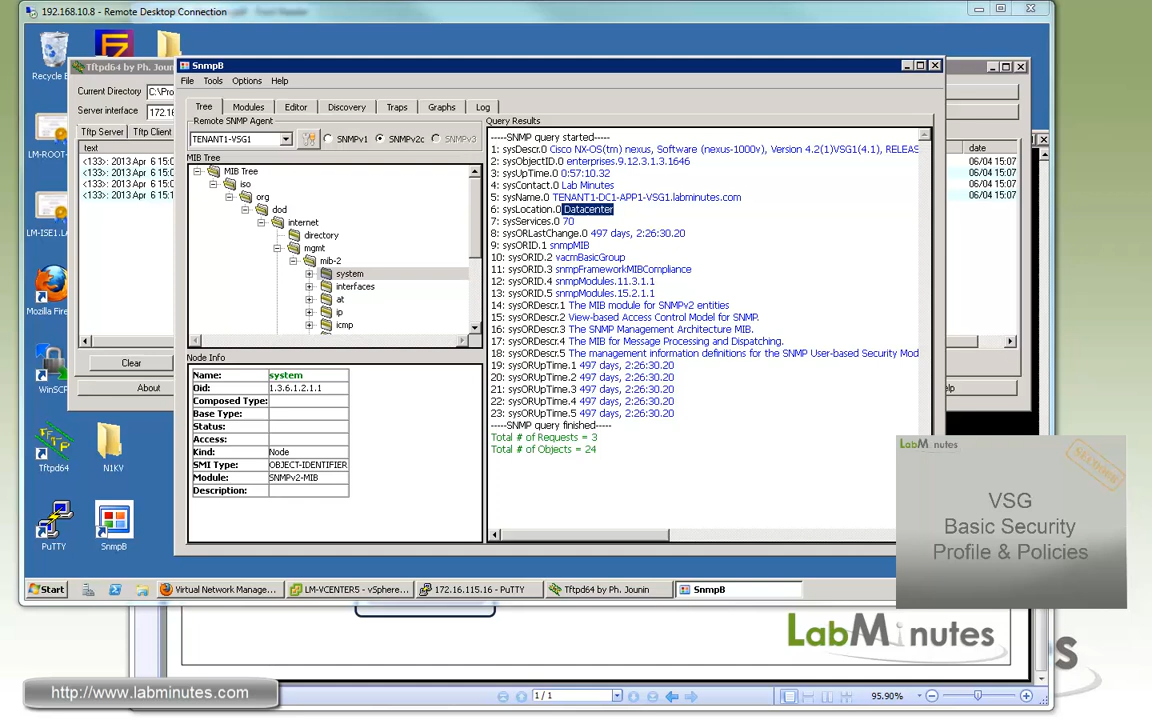 192.168.10.8 - Remote Desktop Connection
Recycle B
Tftpd64 by Ph. Jounin
Current Directory C:\Pro
Server interface 172.16
Tftp Server Tftp Client
text
<133>: 2013 Apr 6 15:0
<133>: 2013 Apr 6 15:0
<133>: 2013 Apr 6 15:0
<133>: 2013 Apr 6 15:1
Clear
About
elp
date
06/04 15:07
06/04 15:07
06/04 15:07
06/04 15:07
LM-ROOT-
LM-ISE1.L
Mozilla Fire
WinSCP
Tftpd64
N1KV
PuTTY
SnmpB
SnmpB
File Tools Options Help
Tree Modules Editor Discovery Traps Graphs Log
Remote SNMP Agent
TENANT1-VSG1 SNMPv1 SNMPv2c SNMPv3
MIB Tree
MIB Tree
iso
org
dod
internet
directory
mgmt
mib-2
system
interfaces
at
ip
icmp
Node Info
Name: system
Oid: 1.3.6.1.2.1.1
Composed Type:
Base Type:
Status:
Access:
Kind: Node
SMI Type: OBJECT-IDENTIFIER
Module: SNMPv2-MIB
Description:
Query Results
-----SNMP query started-----
1: sysDescr.0 Cisco NX-OS(tm) nexus, Software (nexus-1000v), Version 4.2(1)VSG1(4.1), RELEAS
2: sysObjectID.0 enterprises.9.12.3.1.3.1646
3: sysUpTime.0 0:57:10.32
4: sysContact.0 Lab Minutes
5: sysName.0 TENANT1-DC1-APP1-VSG1.labminutes.com
6: sysLocation.0 Datacenter
7: sysServices.0 70
8: sysORLastChange.0 497 days, 2:26:30.20
9: sysORID.1 snmpMIB
10: sysORID.2 vacmBasicGroup
11: sysORID.3 snmpFrameworkMIBCompliance
12: sysORID.4 snmpModules.11.3.1.1
13: sysORID.5 snmpModules.15.2.1.1
14: sysORDescr.1 The MIB module for SNMPv2 entities
15: sysORDescr.2 View-based Access Control Model for SNMP.
16: sysORDescr.3 The SNMP Management Architecture MIB.
17: sysORDescr.4 The MIB for Message Processing and Dispatching.
18: sysORDescr.5 The management information definitions for the SNMP User-based Security Mod
19: sysORUpTime.1 497 days, 2:26:30.20
20: sysORUpTime.2 497 days, 2:26:30.20
21: sysORUpTime.3 497 days, 2:26:30.20
22: sysORUpTime.4 497 days, 2:26:30.20
23: sysORUpTime.5 497 days, 2:26:30.20
-----SNMP query finished-----
Total # of Requests = 3
Total # of Objects = 24
LabMinutes
SEC0098
VSG
Basic Security
Profile & Policies
Start Virtual Network Manage... LM-VCENTER5 - vSphere... 172.16.115.16 - PuTTY Tftpd64 by Ph. Jounin SnmpB
LabMinutes
http://www.labminutes.com
1 / 1
95.90%